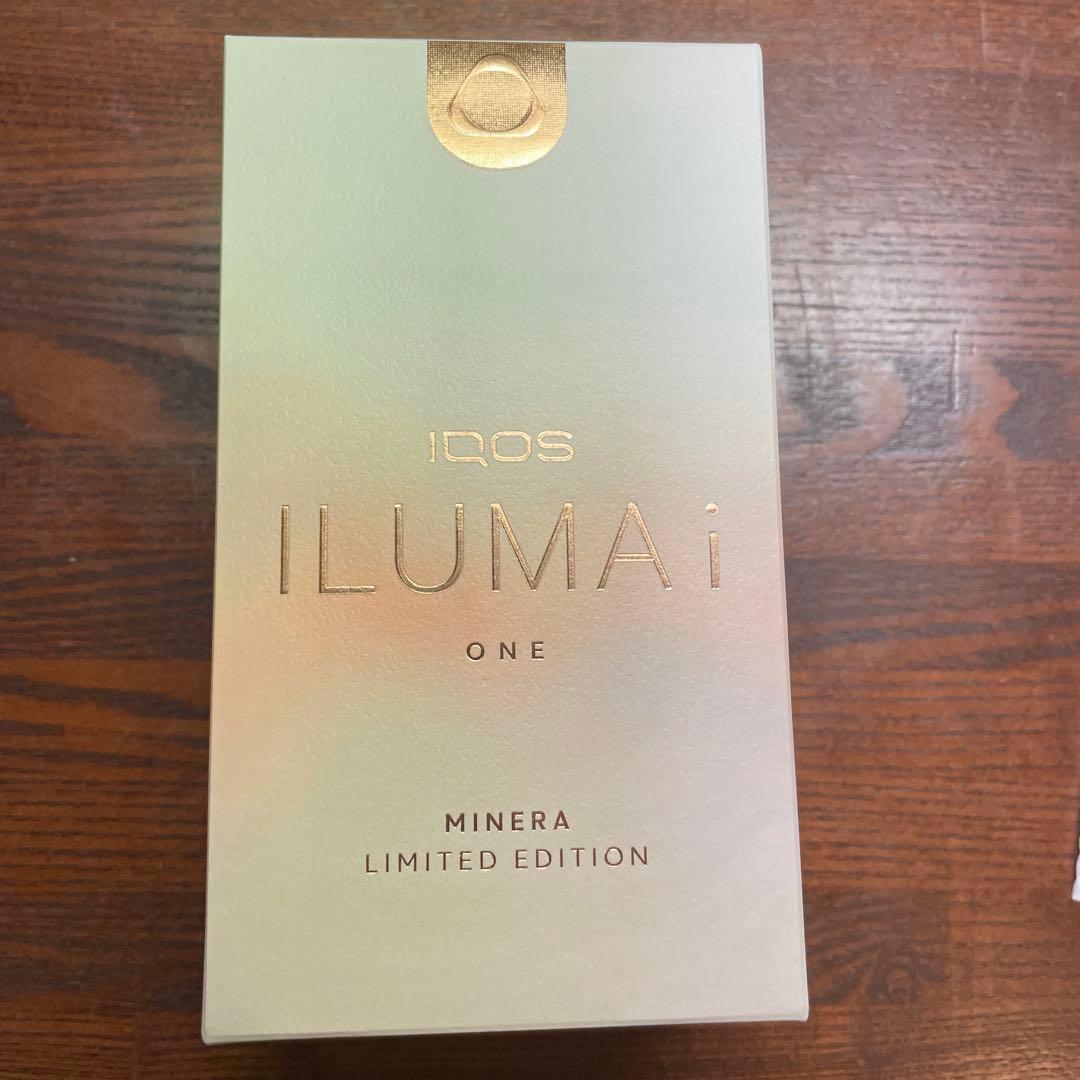 IQOS
ILUMA i
ONE
MINERA
LIMITED EDITION